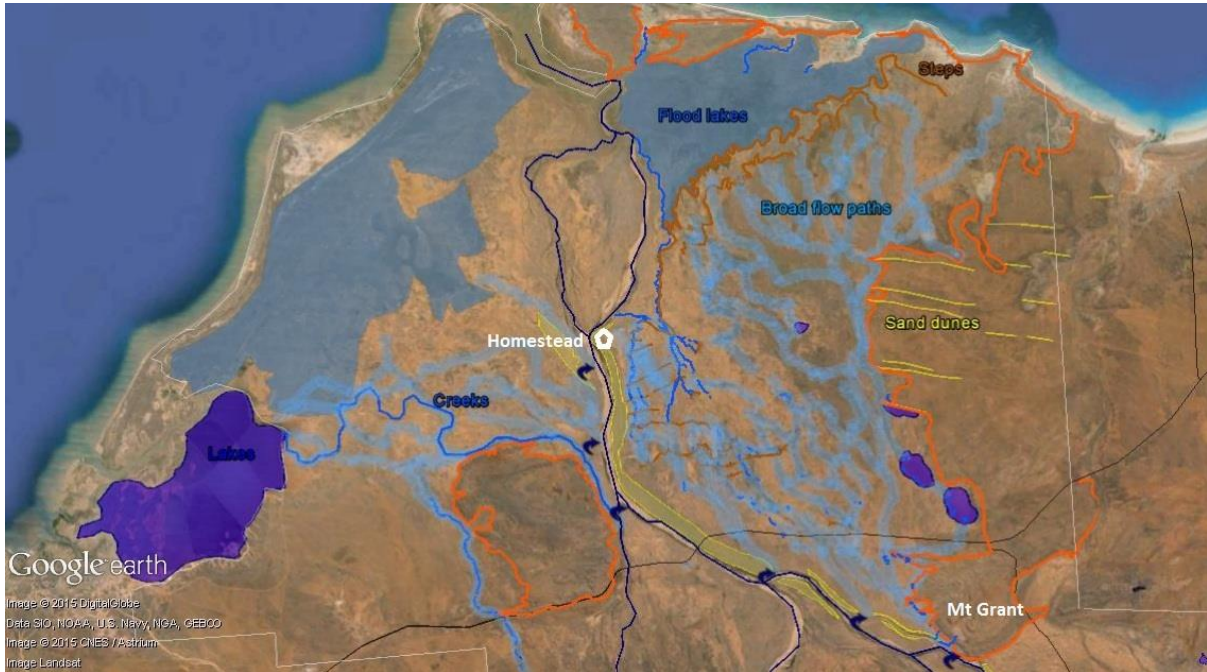 Steps
Flood lakes
Broad flow paths
Sand dunes
Homestead
Creeks
Lakes
Google earth
Image © 2015 DigitalGlobe
Data SIO, NOAA, U.S. Navy, NGA, GEBCO
Image © 2015 CNES / Astrium
Image Landsat
Mt Grant